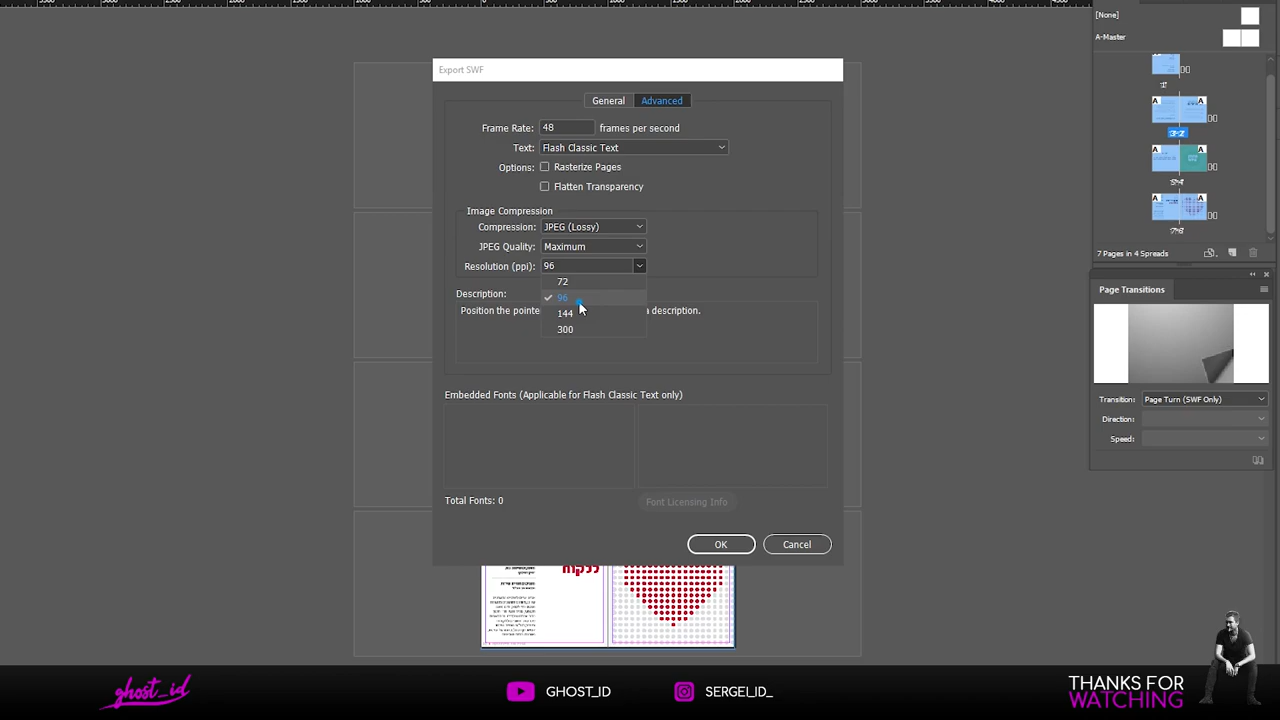 [None]
A-Master
Export SWF
General
Advanced
Frame Rate: 48 frames per second
Text: Flash Classic Text
Options: Rasterize Pages
Flatten Transparency
Image Compression
Compression: JPEG (Lossy)
JPEG Quality: Maximum
Resolution (ppi): 96
72
96
144
300
Description:
Position the pointe
a description.
Embedded Fonts (Applicable for Flash Classic Text only)
Total Fonts: 0
Font Licensing Info
OK
Cancel
7 Pages in 4 Spreads
Page Transitions
Transition: Page Turn (SWF Only)
Direction:
Speed:
ללקוח
ghost_id
GHOST_ID
SERGEI_ID_
THANKS FOR
WATCHING